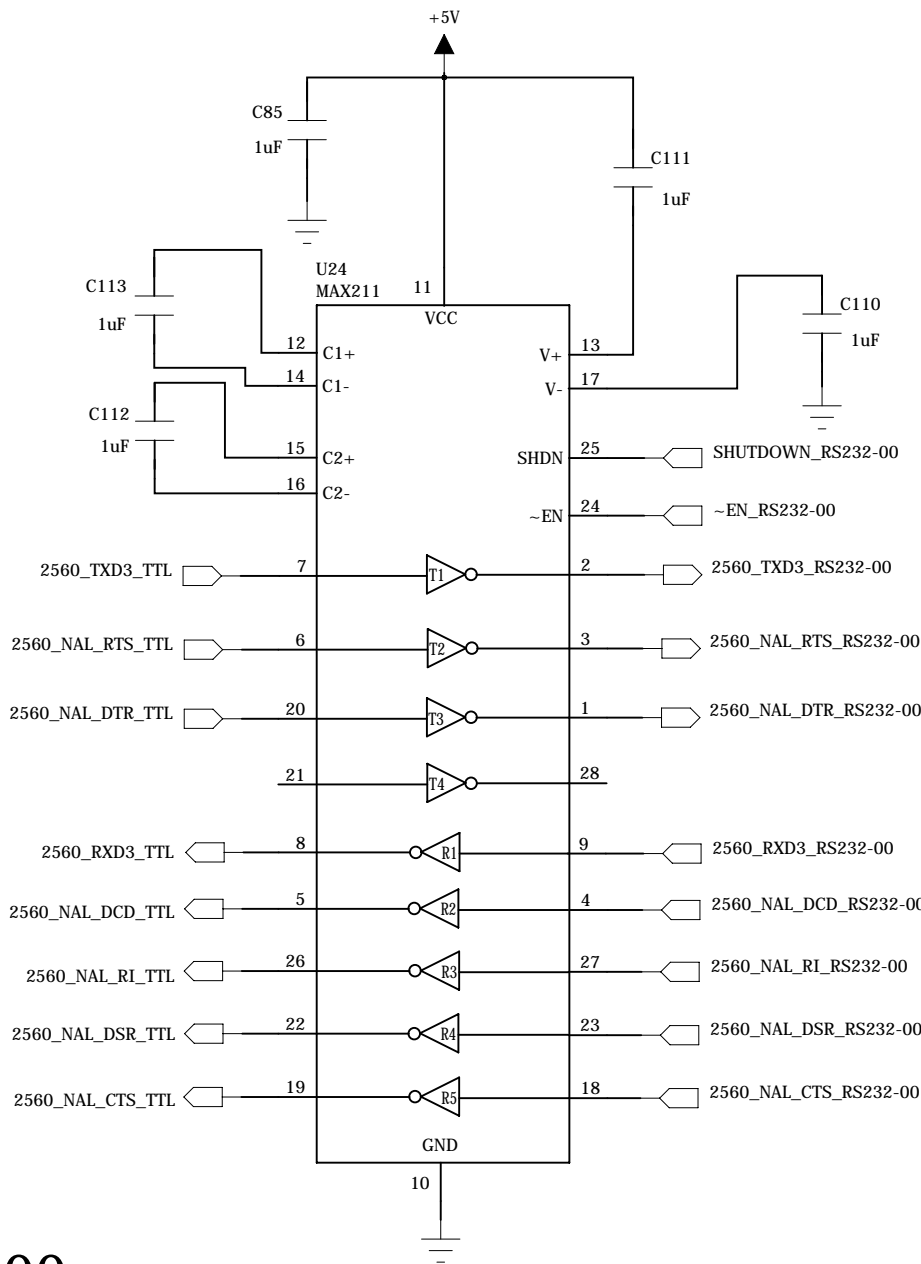 +5V
C85
1uF
C111
1uF
U24
MAX211
11
VCC
C113
1uF
C110
1uF
12
C1+
V+
13
14
C1-
V-
17
C112
1uF
15
C2+
SHDN
25
SHUTDOWN_RS232-00
16
C2-
~EN
24
~EN_RS232-00
2560_TXD3_TTL
7
T1
2
2560_TXD3_RS232-00
2560_NAL_RTS_TTL
6
T2
3
2560_NAL_RTS_RS232-00
2560_NAL_DTR_TTL
20
T3
1
2560_NAL_DTR_RS232-00
21
T4
28
2560_RXD3_TTL
8
R1
9
2560_RXD3_RS232-00
2560_NAL_DCD_TTL
5
R2
4
2560_NAL_DCD_RS232-00
2560_NAL_RI_TTL
26
R3
27
2560_NAL_RI_RS232-00
2560_NAL_DSR_TTL
22
R4
23
2560_NAL_DSR_RS232-00
2560_NAL_CTS_TTL
19
R5
18
2560_NAL_CTS_RS232-00
GND
10